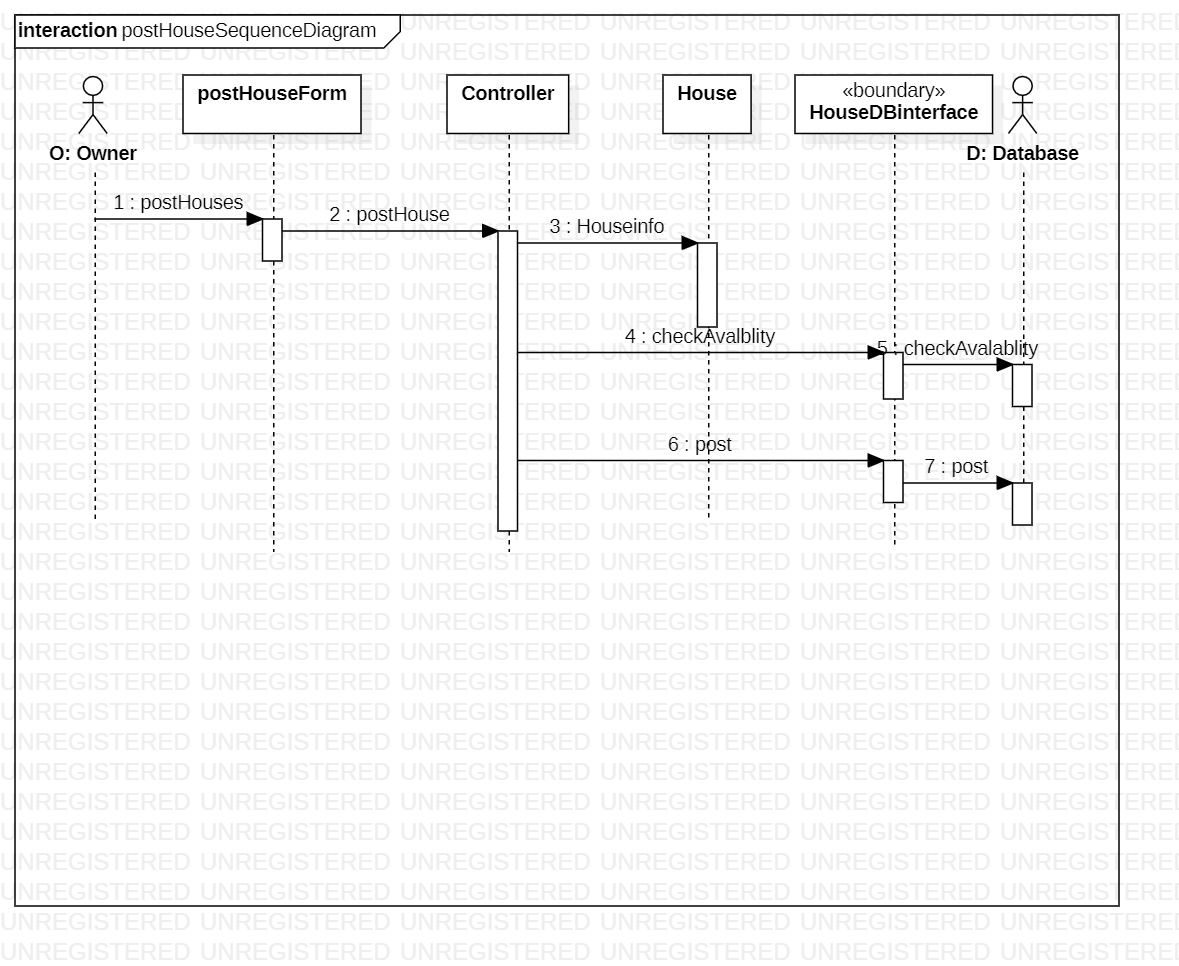 interaction postHouseSequenceDiagram
postHouseForm
Controller
House
«boundary»
HouseDBinterface
O: Owner
D: Database
1 : postHouses
2 : postHouse
3 : Houseinfo
4 : checkAvalblity
5 : checkAvalablity
6 : post
7 : post
UNREGISTERED